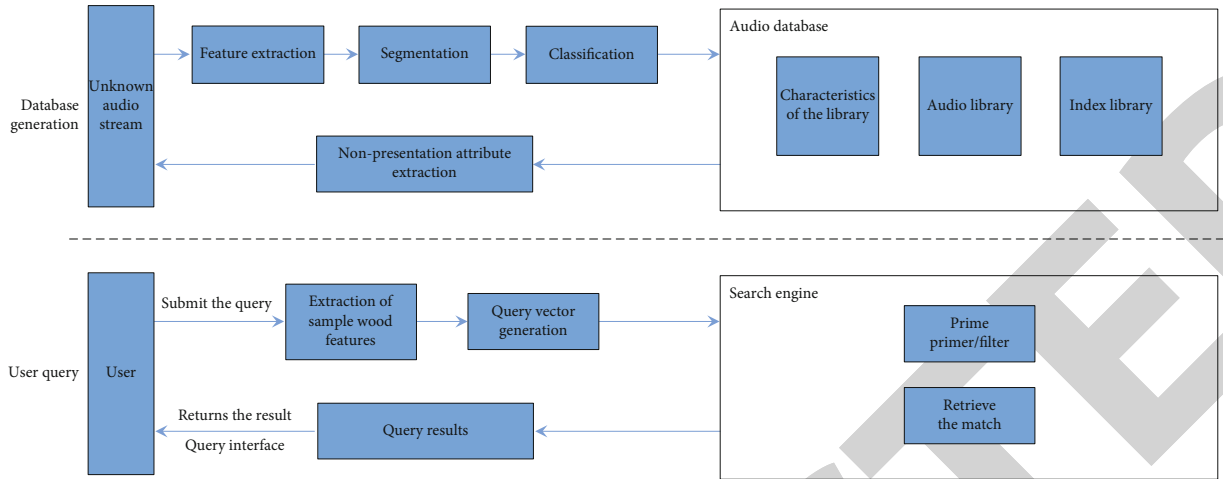 Database
generation
Unknown
audio
stream
Feature extraction
Segmentation
Classification
Non-presentation attribute
extraction
Audio database
Characteristics
of the library
Audio library
Index library
User query
User
Submit the query
Extraction of
sample wood
features
Query vector
generation
Returns the result
Query interface
Query results
Search engine
Prime
primer/filter
Retrieve
the match